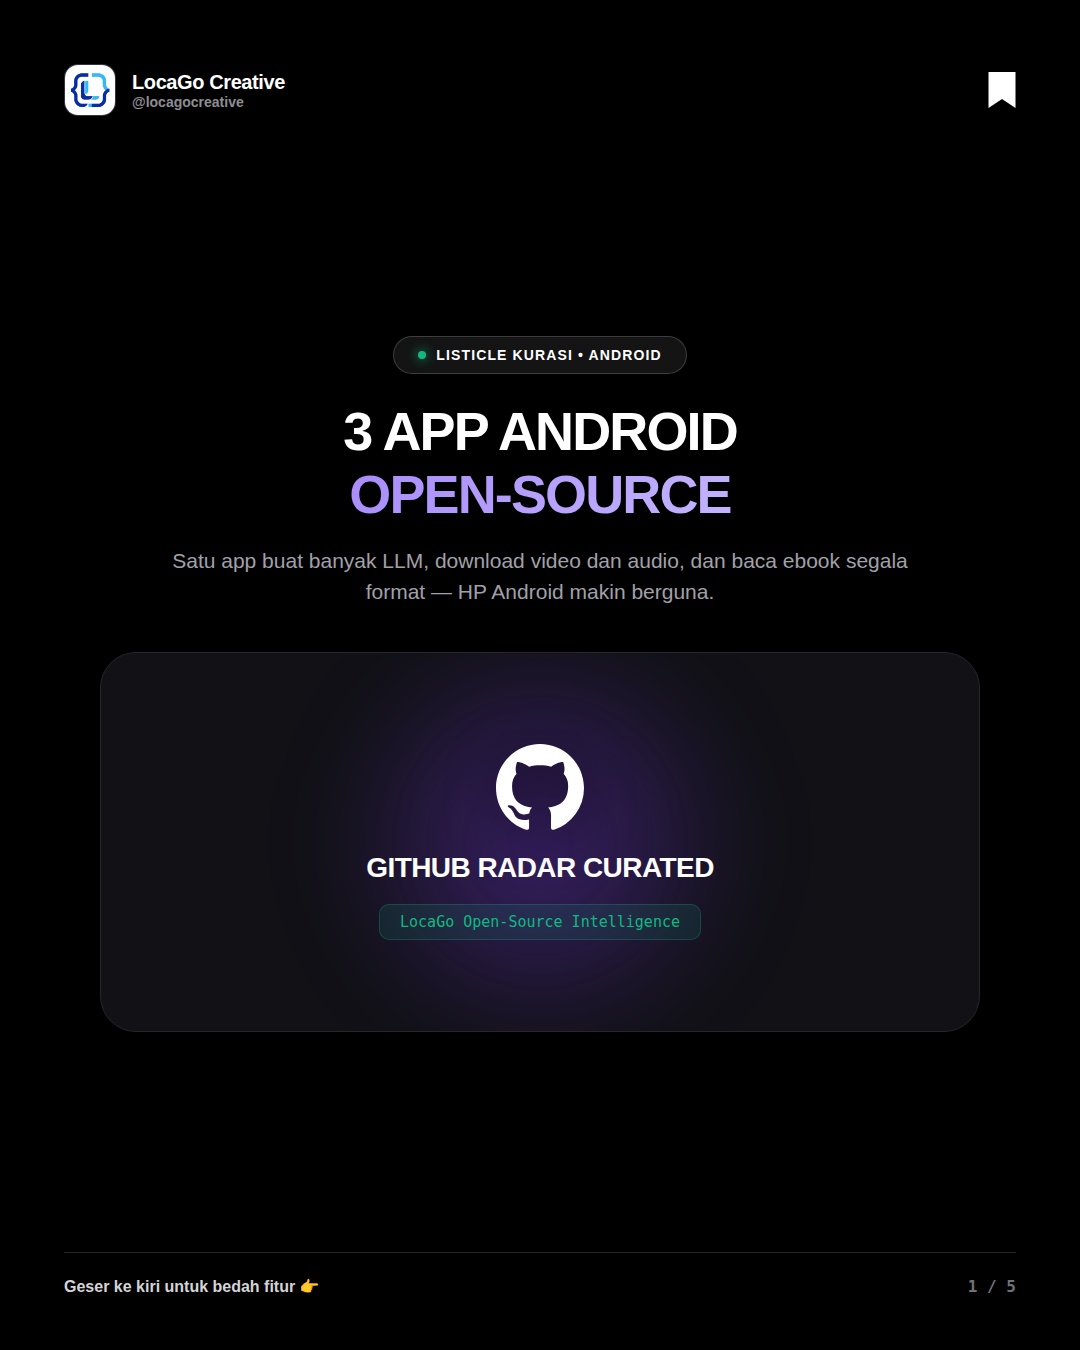 LocaGo Creative
@locagocreative
LISTICLE KURASI • ANDROID
3 APP ANDROID
OPEN-SOURCE
Satu app buat banyak LLM, download video dan audio, dan baca ebook segala
format — HP Android makin berguna.
GITHUB RADAR CURATED
LocaGo Open-Source Intelligence
Geser ke kiri untuk bedah fitur 👉
1 / 5